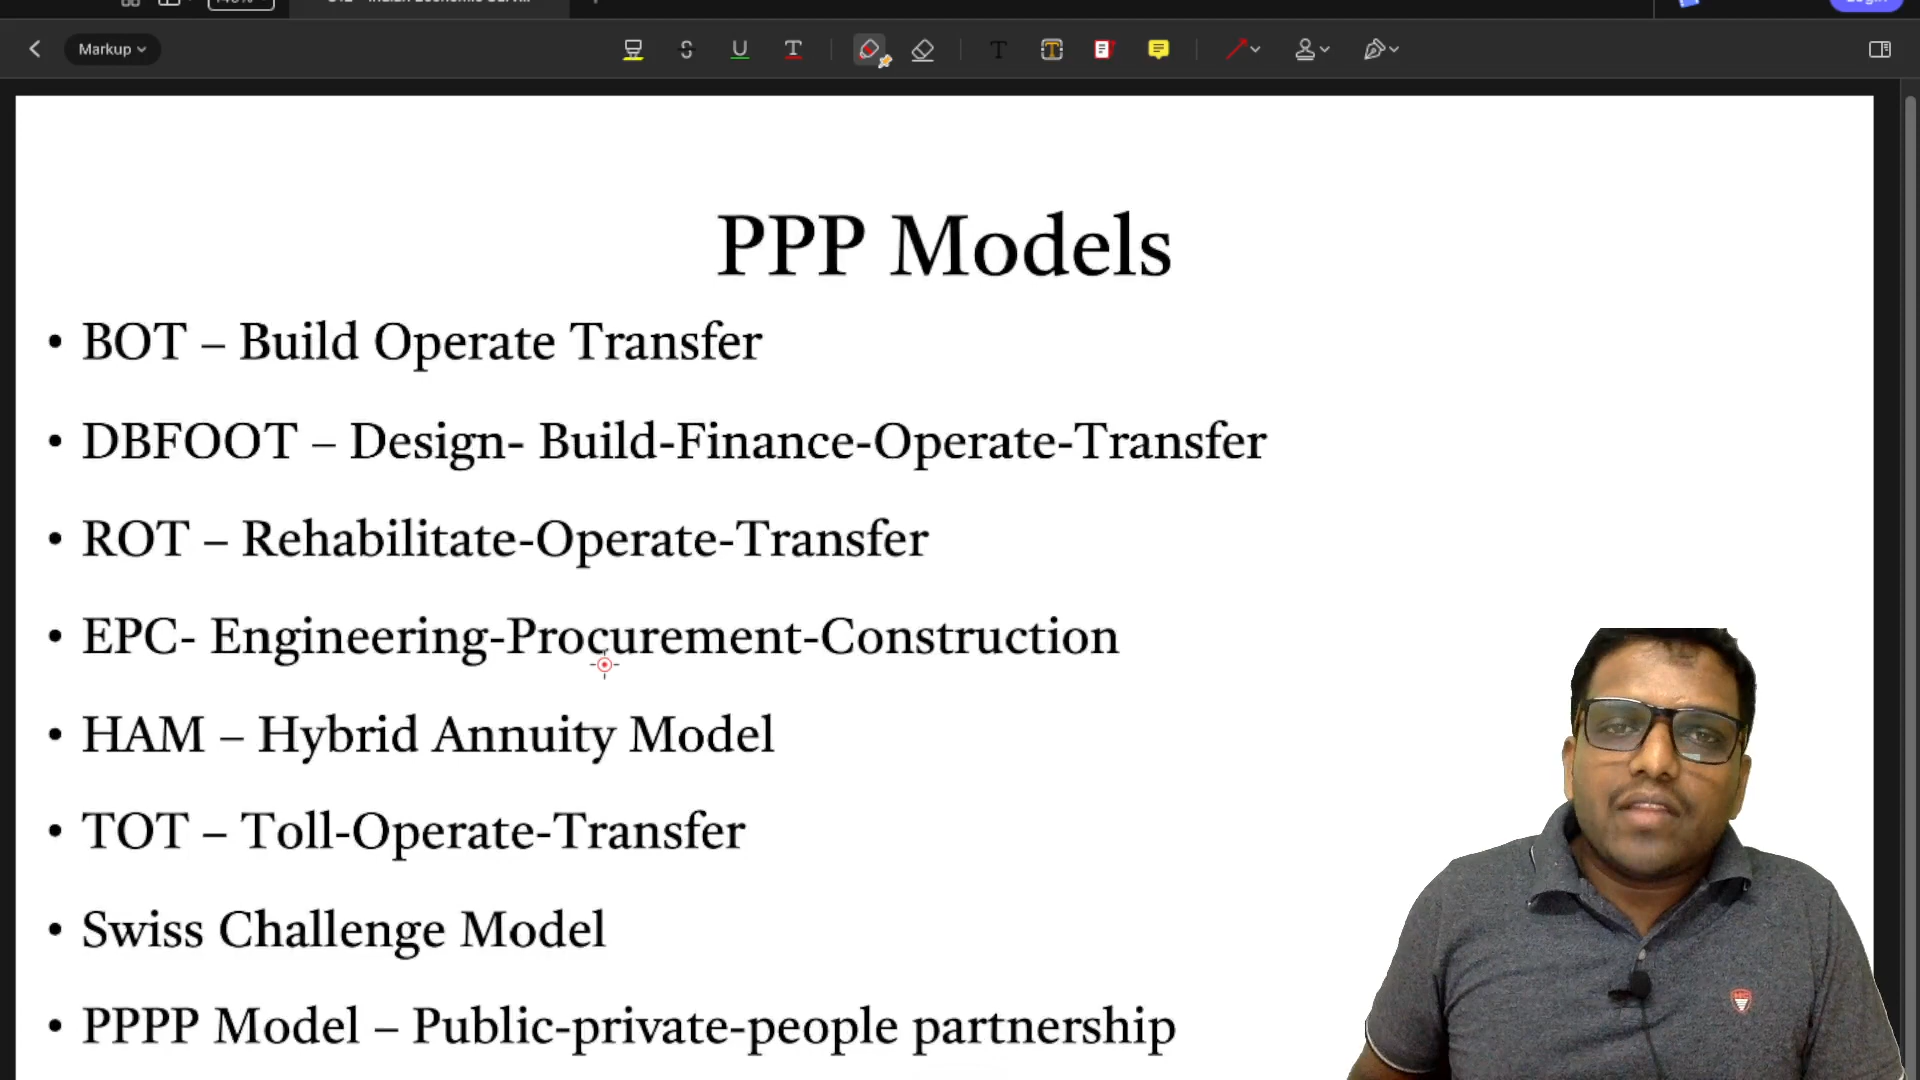 Markup
PPP Models
• BOT – Build Operate Transfer
• DBFOOT – Design- Build-Finance-Operate-Transfer
• ROT – Rehabilitate-Operate-Transfer
• EPC- Engineering-Procurement-Construction
• HAM – Hybrid Annuity Model
• TOT – Toll-Operate-Transfer
• Swiss Challenge Model
• PPPP Model – Public-private-people partnership